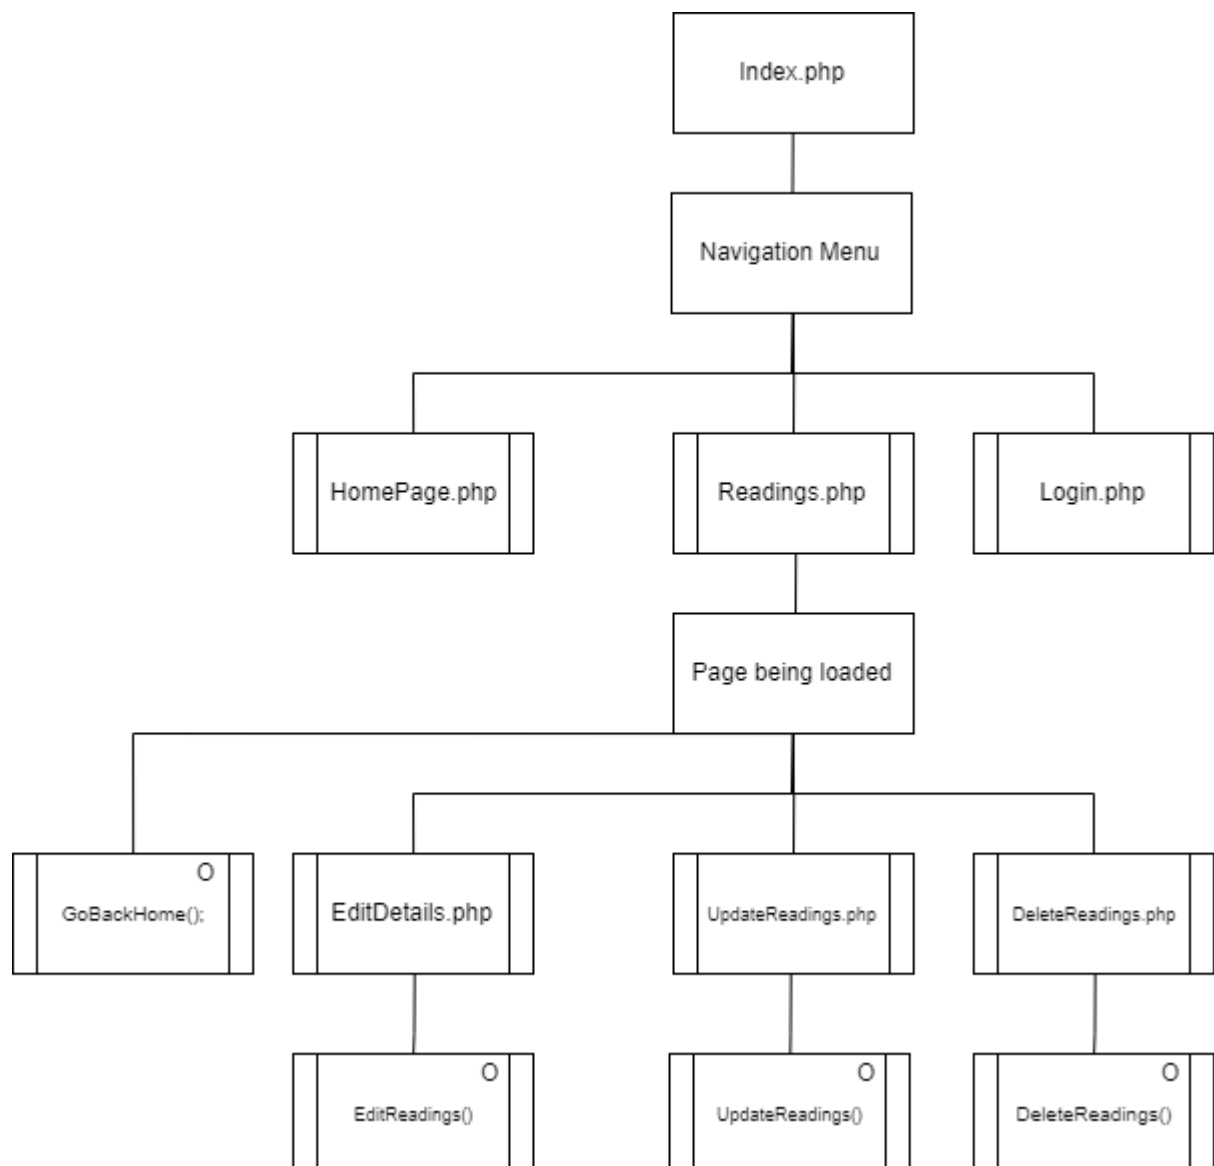 Index.php
Navigation Menu
HomePage.php
Readings.php
Login.php
Page being loaded
O
GoBackHome();
EditDetails.php
UpdateReadings.php
DeleteReadings.php
O
EditReadings()
O
UpdateReadings()
O
DeleteReadings()